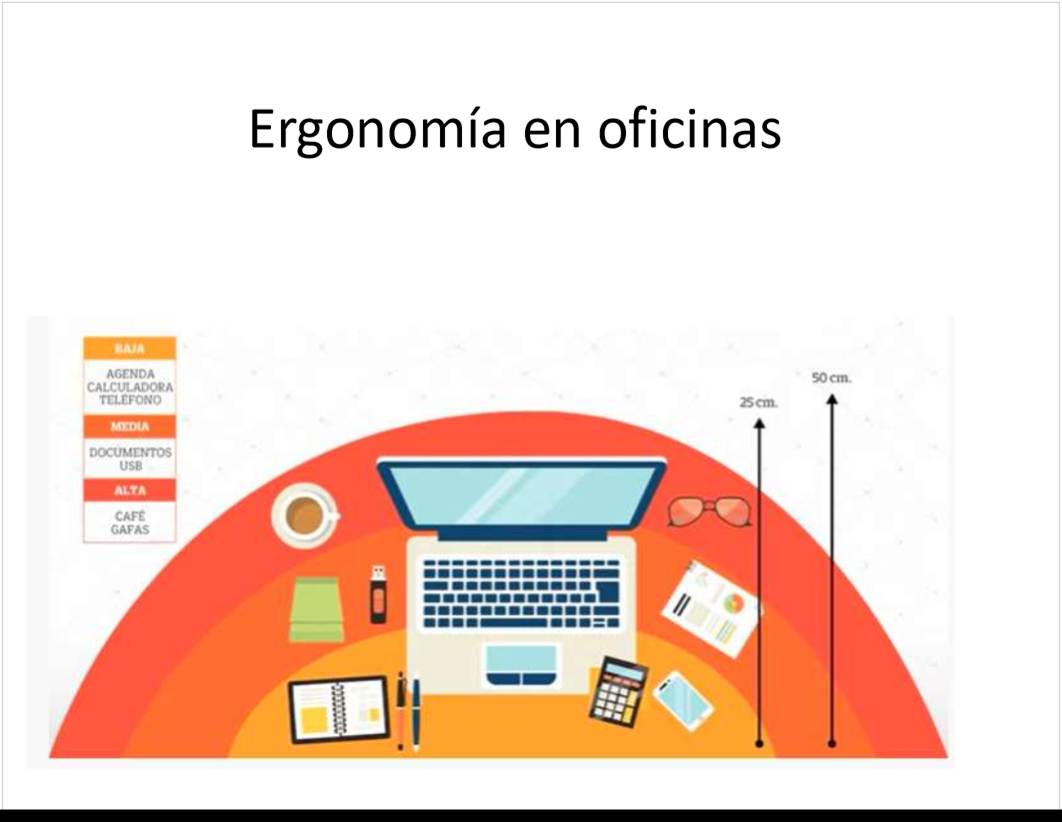 Ergonomía en oficinas
BAJA
AGENDA
CALCULADORA
TELÉFONO
MEDIA
DOCUMENTOS
USB
ALTA
CAFÉ
GAFAS
25 cm.
50 cm.